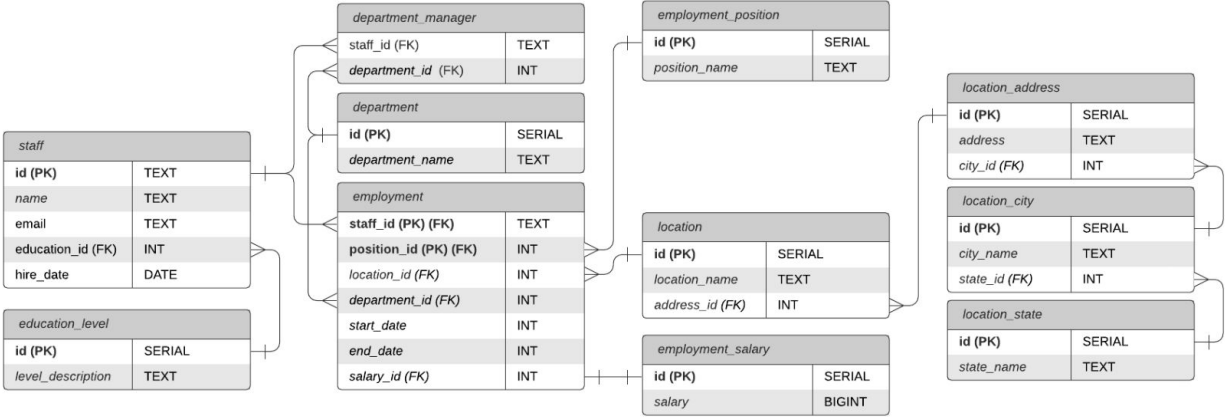 department_manager
staff_id (FK) TEXT
department_id (FK) INT
department
id (PK) SERIAL
department_name TEXT
staff
id (PK) TEXT
name TEXT
email TEXT
education_id (FK) INT
hire_date DATE
education_level
id (PK) SERIAL
level_description TEXT
employment
staff_id (PK) (FK) TEXT
position_id (PK) (FK) INT
location_id (FK) INT
department_id (FK) INT
start_date INT
end_date INT
salary_id (FK) INT
employment_position
id (PK) SERIAL
position_name TEXT
location
id (PK) SERIAL
location_name TEXT
address_id (FK) INT
employment_salary
id (PK) SERIAL
salary BIGINT
location_address
id (PK) SERIAL
address TEXT
city_id (FK) INT
location_city
id (PK) SERIAL
city_name TEXT
state_id (FK) INT
location_state
id (PK) SERIAL
state_name TEXT